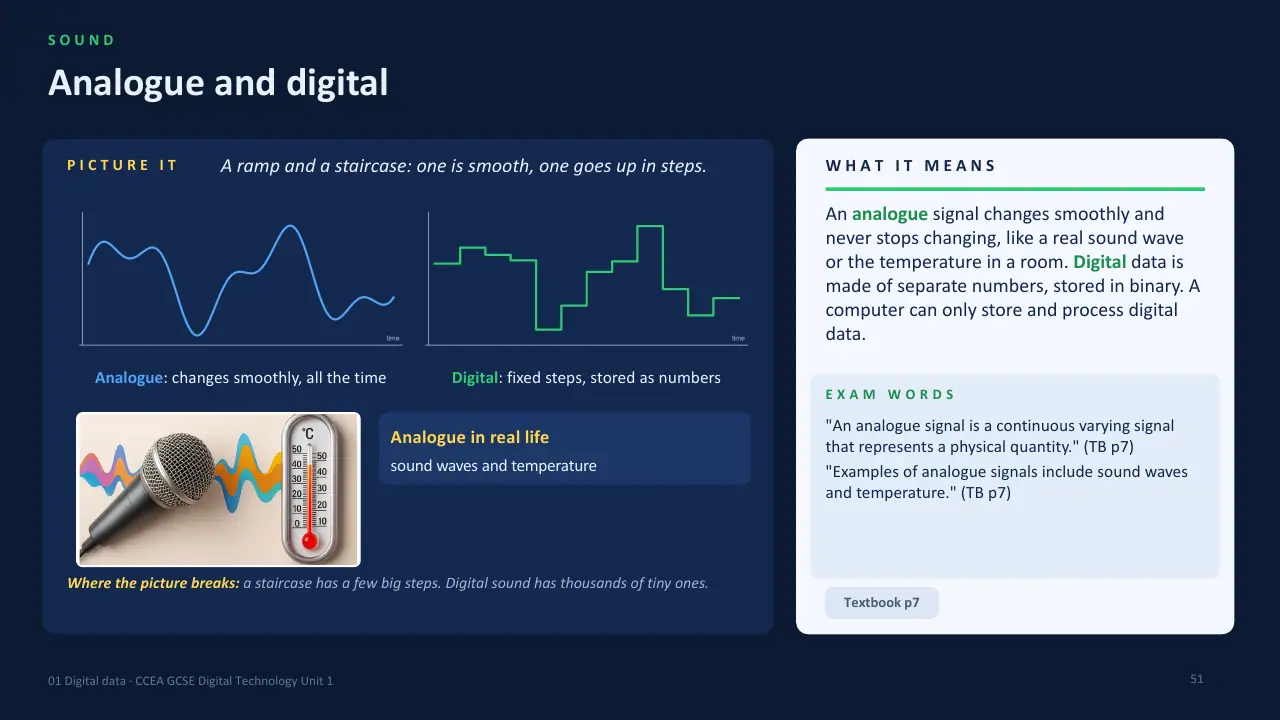 SOUND
Analogue and digital
PICTURE IT
A ramp and a staircase: one is smooth, one goes up in steps.
time
time
Analogue: changes smoothly, all the time
Digital: fixed steps, stored as numbers
°C
50
40
30
20
10
0
50
40
30
20
10
Analogue in real life
sound waves and temperature
Where the picture breaks: a staircase has a few big steps. Digital sound has thousands of tiny ones.
WHAT IT MEANS
An analogue signal changes smoothly and
never stops changing, like a real sound wave
or the temperature in a room. Digital data is
made of separate numbers, stored in binary. A
computer can only store and process digital
data.
EXAM WORDS
"An analogue signal is a continuous varying signal
that represents a physical quantity." (TB p7)
"Examples of analogue signals include sound waves
and temperature." (TB p7)
Textbook p7
01 Digital data · CCEA GCSE Digital Technology Unit 1
51